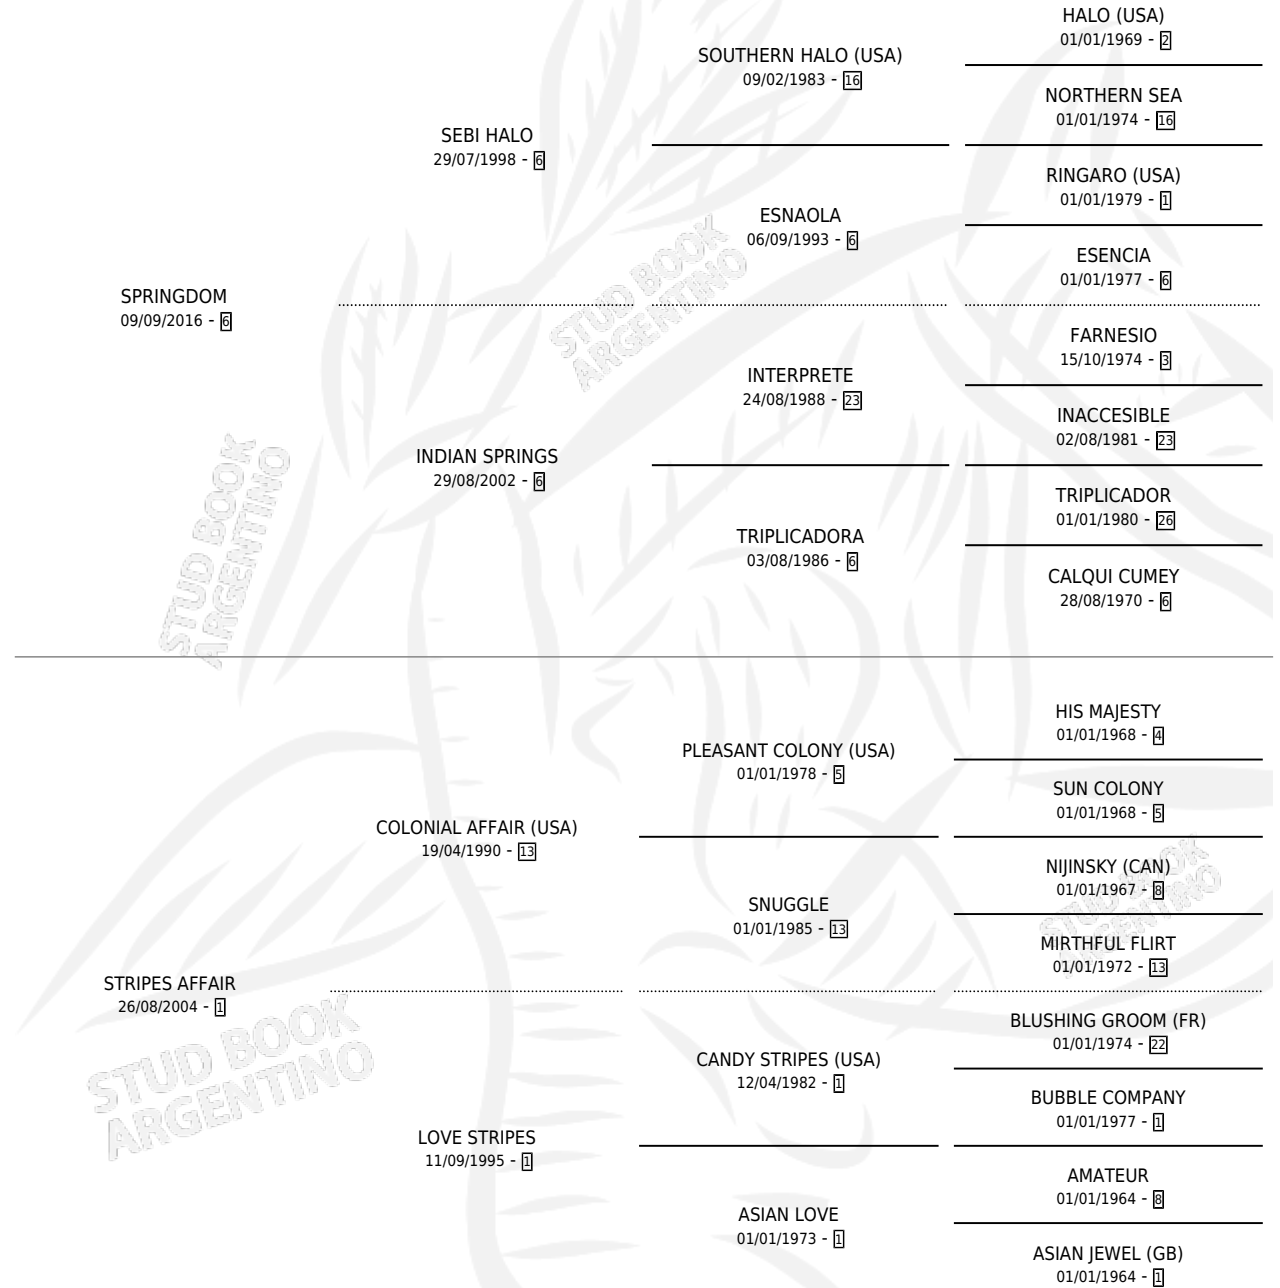 HALO (USA)
01/01/1969 - 2
SOUTHERN HALO (USA)
09/02/1983 - 16
NORTHERN SEA
01/01/1974 - 16
SEBI HALO
29/07/1998 - 6
RINGARO (USA)
01/01/1979 - 1
ESNAOLA
06/09/1993 - 6
ESENCIA
01/01/1977 - 6
SPRINGDOM
09/09/2016 - 6
FARNESIO
15/10/1974 - 3
INTERPRETE
24/08/1988 - 23
INACCESIBLE
02/08/1981 - 23
INDIAN SPRINGS
29/08/2002 - 6
TRIPLICADOR
01/01/1980 - 26
TRIPLICADORA
03/08/1986 - 6
CALQUI CUMEY
28/08/1970 - 6
HIS MAJESTY
01/01/1968 - 4
PLEASANT COLONY (USA)
01/01/1978 - 5
SUN COLONY
01/01/1968 - 5
COLONIAL AFFAIR (USA)
19/04/1990 - 13
NIJINSKY (CAN)
01/01/1967 - 8
SNUGGLE
01/01/1985 - 13
MIRTHFUL FLIRT
01/01/1972 - 13
STRIPES AFFAIR
26/08/2004 - 1
BLUSHING GROOM (FR)
01/01/1974 - 22
CANDY STRIPES (USA)
12/04/1982 - 1
BUBBLE COMPANY
01/01/1977 - 1
LOVE STRIPES
11/09/1995 - 1
AMATEUR
01/01/1964 - 8
ASIAN LOVE
01/01/1973 - 1
ASIAN JEWEL (GB)
01/01/1964 - 1
STUD BOOK
ARGENTINO
STUD BOOK
ARGENTINO
STUD BOOK
ARGENTINO
STUD BOOK
ARGENTINO